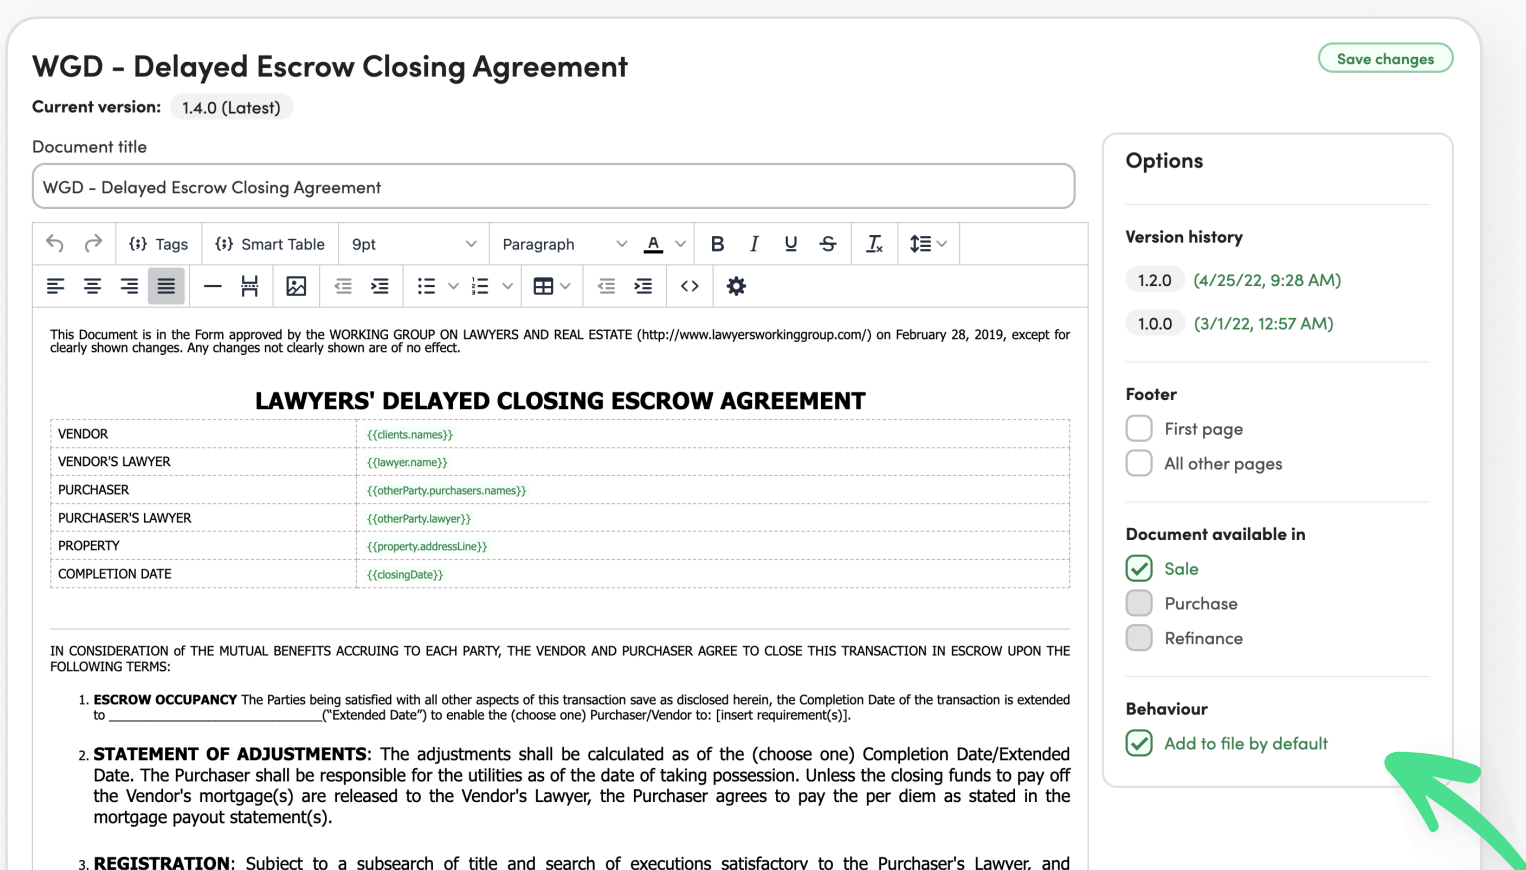 WGD - Delayed Escrow Closing Agreement
Save changes
Current version: 1.4.0 (Latest)
Document title
WGD - Delayed Escrow Closing Agreement
Tags Smart Table 9pt Paragraph A B I U S Tx
This Document is in the Form approved by the WORKING GROUP ON LAWYERS AND REAL ESTATE (http://www.lawyersworkinggroup.com/) on February 28, 2019, except for
clearly shown changes. Any changes not clearly shown are of no effect.
LAWYERS' DELAYED CLOSING ESCROW AGREEMENT
VENDOR {{clients.names}}
VENDOR'S LAWYER {{lawyer.name}}
PURCHASER {{otherParty.purchasers.names}}
PURCHASER'S LAWYER {{otherParty.lawyer}}
PROPERTY {{property.addressLine}}
COMPLETION DATE {{closingDate}}
IN CONSIDERATION of THE MUTUAL BENEFITS ACCRUING TO EACH PARTY, THE VENDOR AND PURCHASER AGREE TO CLOSE THIS TRANSACTION IN ESCROW UPON THE
FOLLOWING TERMS:
1. ESCROW OCCUPANCY The Parties being satisfied with all other aspects of this transaction save as disclosed herein, the Completion Date of the transaction is extended
to ______________________________(“Extended Date”) to enable the (choose one) Purchaser/Vendor to: [insert requirement(s)].
2. STATEMENT OF ADJUSTMENTS: The adjustments shall be calculated as of the (choose one) Completion Date/Extended
Date. The Purchaser shall be responsible for the utilities as of the date of taking possession. Unless the closing funds to pay off
the Vendor's mortgage(s) are released to the Vendor's Lawyer, the Purchaser agrees to pay the per diem as stated in the
mortgage payout statement(s).
3. REGISTRATION: Subject to a subsearch of title and search of executions satisfactory to the Purchaser's Lawyer, and
Options
Version history
1.2.0 (4/25/22, 9:28 AM)
1.0.0 (3/1/22, 12:57 AM)
Footer
First page
All other pages
Document available in
Sale
Purchase
Refinance
Behaviour
Add to file by default